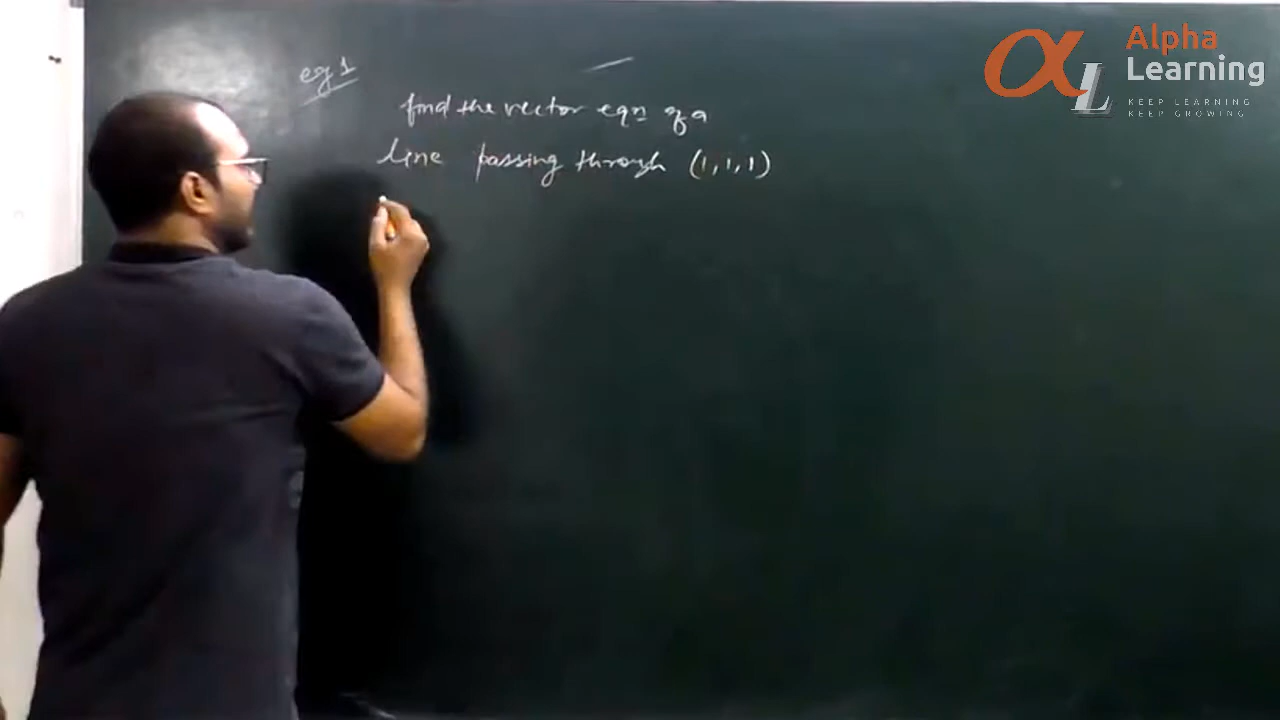 eg 1
find the vector eqn of a
line passing through (1,1,1)
Alpha
Learning
KEEP LEARNING
KEEP GROWING